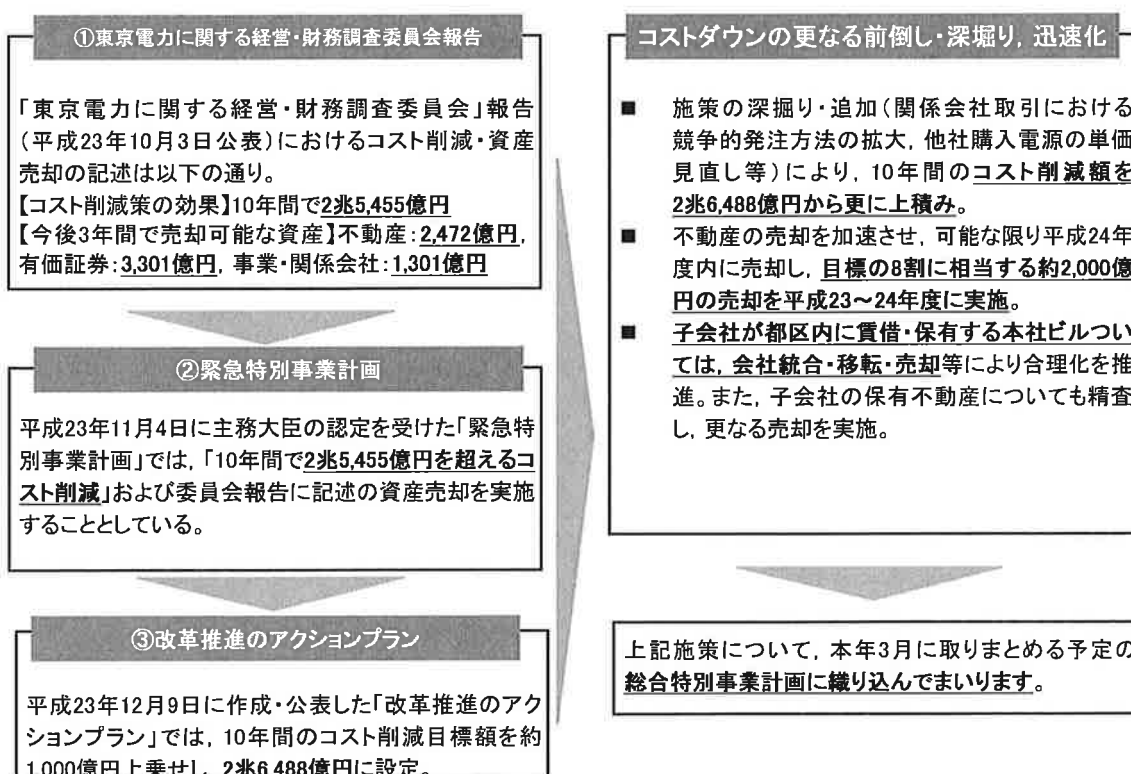 ①東京電力に関する経営・財務調査委員会報告
「東京電力に関する経営・財務調査委員会」報告
(平成23年10月3日公表)におけるコスト削減・資産
売却の記述は以下の通り。
【コスト削減策の効果】10年間で2兆5,455億円
【今後3年間で売却可能な資産】不動産:2,472億円,
有価証券:3,301億円, 事業・関係会社:1,301億円
②緊急特別事業計画
平成23年11月4日に主務大臣の認定を受けた「緊急特
別事業計画」では,「10年間で2兆5,455億円を超えるコ
スト削減」および委員会報告に記述の資産売却を実施
することとしている。
③改革推進のアクションプラン
平成23年12月9日に作成・公表した「改革推進のアク
ションプラン」では, 10年間のコスト削減目標額を約
1,000億円上乗せし, 2兆6,488億円に設定。
コストダウンの更なる前倒し・深堀り, 迅速化
■ 施策の深掘り・追加(関係会社取引における
競争的発注方法の拡大, 他社購入電源の単価
見直し等)により, 10年間のコスト削減額を
2兆6,488億円から更に上積み。
■ 不動産の売却を加速させ, 可能な限り平成24年
度内に売却し, 目標の8割に相当する約2,000億
円の売却を平成23～24年度に実施。
■ 子会社が都区内に賃借・保有する本社ビルつい
ては, 会社統合・移転・売却等により合理化を推
進。また, 子会社の保有不動産についても精査
し, 更なる売却を実施。
上記施策について, 本年3月に取りまとめる予定の
総合特別事業計画に織り込んでまいります。